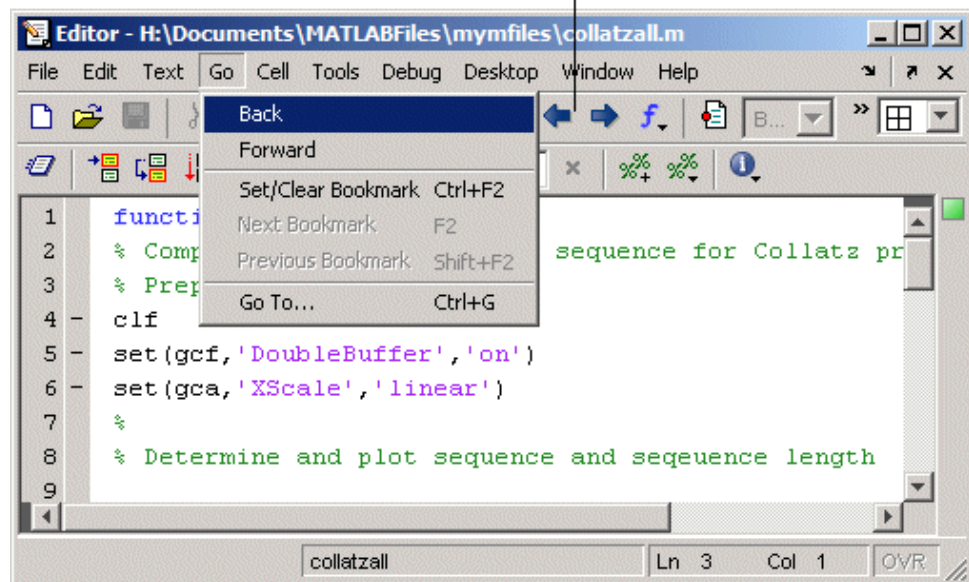 Editor - H:\Documents\MATLABFiles\mymfiles\collatzall.m
File Edit Text Go Cell Tools Debug Desktop Window Help
Back
Forward
Set/Clear Bookmark Ctrl+F2
Next Bookmark F2
Previous Bookmark Shift+F2
Go To... Ctrl+G
B...
1 functi
2 % Comp sequence for Collatz pr
3 % Prep
4 - clf
5 - set(gcf,'DoubleBuffer','on')
6 - set(gca,'XScale','linear')
7 %
8 % Determine and plot sequence and seqeuence length
9
collatzall Ln 3 Col 1 OVR